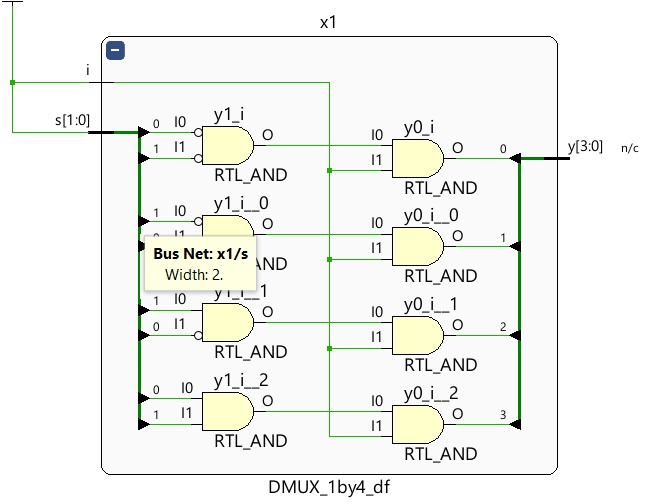 x1
i
s[1:0]
0 I0 y1_i O
1 I1
RTL_AND
I0 y0_i O 0
I1
RTL_AND
y[3:0] n/c
1 I0 y1_i__0 O
I0 y0_i__0 O 1
I1
RTL_AND
Bus Net: x1/s
Width: 2.
1 I0 y1_i__1 O
0 I1
RTL_AND
I0 y0_i__1 O 2
I1
RTL_AND
0 I0 y1_i__2 O
1 I1
RTL_AND
I0 y0_i__2 O 3
I1
RTL_AND
DMUX_1by4_df